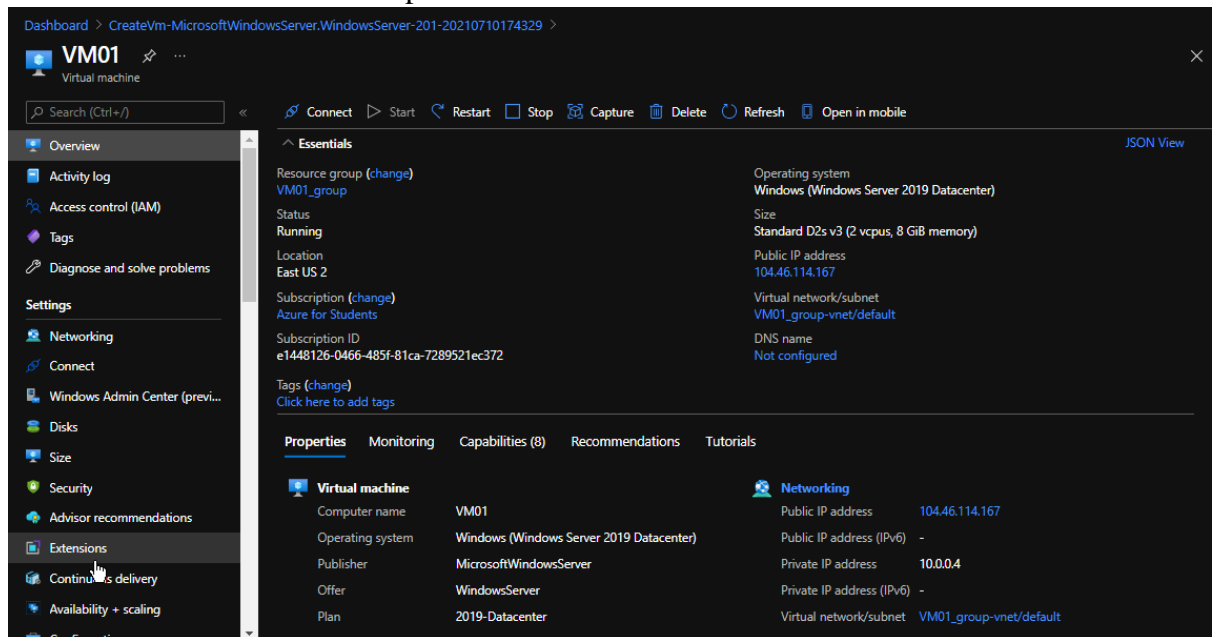 Dashboard > CreateVm-MicrosoftWindowsServer.WindowsServer-201-20210710174329 >
VM01
Virtual machine
Search (Ctrl+/)
Overview
Activity log
Access control (IAM)
Tags
Diagnose and solve problems
Settings
Networking
Connect
Windows Admin Center (previ...
Disks
Size
Security
Advisor recommendations
Extensions
delivery
Availability + scaling
Connect Start Restart Stop Capture Delete Refresh Open in mobile
Essentials JSON View
Resource group (change)
VM01_group
Status
Running
Location
East US 2
Subscription (change)
Azure for Students
Subscription ID
e1448126-0466-485f-81ca-7289521ec372
Tags (change)
Click here to add tags
Operating system
Windows (Windows Server 2019 Datacenter)
Size
Standard D2s v3 (2 vcpus, 8 GiB memory)
Public IP address
104.46.114.167
Virtual network/subnet
VM01_group-vnet/default
DNS name
Not configured
Properties Monitoring Capabilities (8) Recommendations Tutorials
Virtual machine
Computer name VM01
Operating system Windows (Windows Server 2019 Datacenter)
Publisher MicrosoftWindowsServer
Offer WindowsServer
Plan 2019-Datacenter
Networking
Public IP address 104.46.114.167
Public IP address (IPv6) -
Private IP address 10.0.0.4
Private IP address (IPv6) -
Virtual network/subnet VM01_group-vnet/default